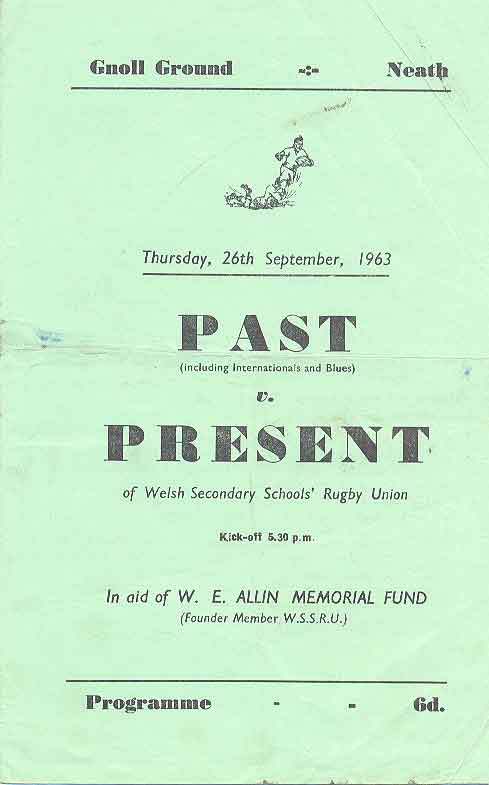 Gnoll Ground -:- Neath
Thursday, 26th September, 1963
PAST
(including Internationals and Blues)
v.
PRESENT
of Welsh Secondary Schools' Rugby Union
Kick-off 5.30 p.m.
In aid of W. E. ALLIN MEMORIAL FUND
(Founder Member W.S.S.R.U.)
Programme - - 6d.